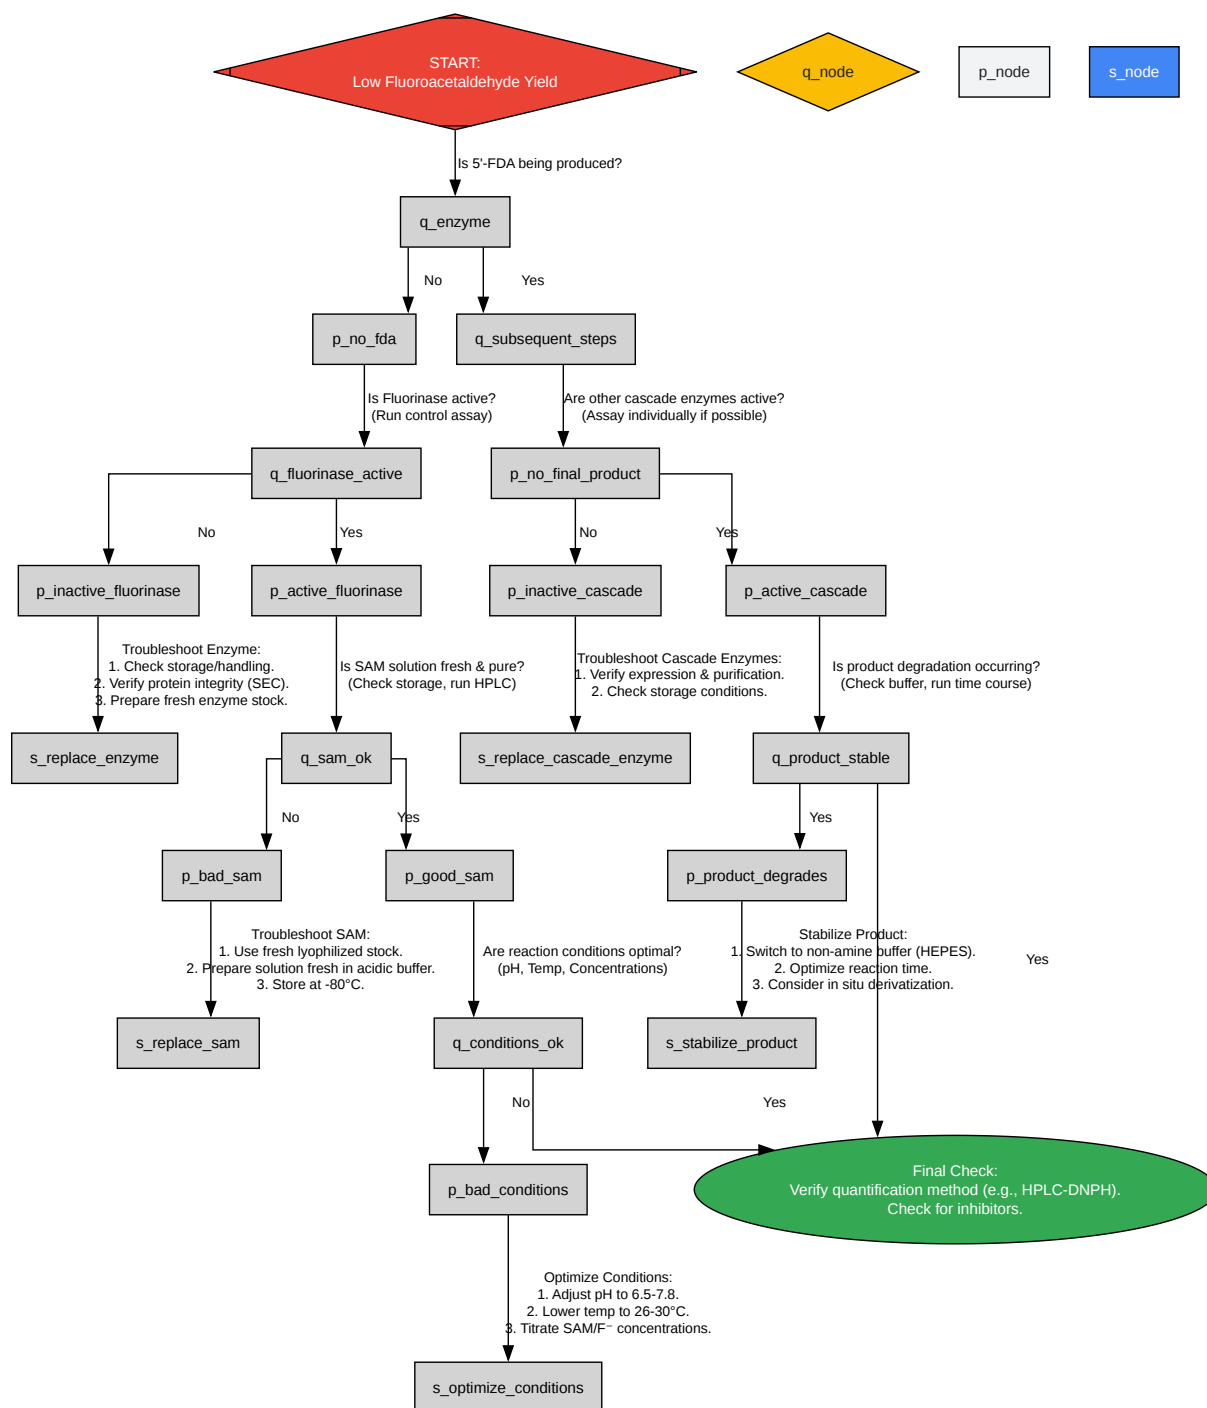 START:
Low Fluoroacetaldehyde Yield
q_node
p_node
s_node
Is 5'-FDA being produced?
q_enzyme
No
Yes
p_no_fda
q_subsequent_steps
Is Fluorinase active?
(Run control assay)
Are other cascade enzymes active?
(Assay individually if possible)
q_fluorinase_active
p_no_final_product
No
Yes
No
Yes
p_inactive_fluorinase
p_active_fluorinase
p_inactive_cascade
p_active_cascade
Troubleshoot Enzyme:
1. Check storage/handling.
2. Verify protein integrity (SEC).
3. Prepare fresh enzyme stock.
Is SAM solution fresh & pure?
(Check storage, run HPLC)
Troubleshoot Cascade Enzymes:
1. Verify expression & purification.
2. Check storage conditions.
Is product degradation occurring?
(Check buffer, run time course)
s_replace_enzyme
q_sam_ok
s_replace_cascade_enzyme
q_product_stable
No
Yes
Yes
p_bad_sam
p_good_sam
p_product_degrades
Troubleshoot SAM:
1. Use fresh lyophilized stock.
2. Prepare solution fresh in acidic buffer.
3. Store at -80°C.
Are reaction conditions optimal?
(pH, Temp, Concentrations)
Stabilize Product:
1. Switch to non-amine buffer (HEPES).
2. Optimize reaction time.
3. Consider in situ derivatization.
Yes
s_replace_sam
q_conditions_ok
s_stabilize_product
No
Yes
p_bad_conditions
Final Check:
Verify quantification method (e.g., HPLC-DNPH).
Check for inhibitors.
Optimize Conditions:
1. Adjust pH to 6.5-7.8.
2. Lower temp to 26-30°C.
3. Titrate SAM/F⁻ concentrations.
s_optimize_conditions